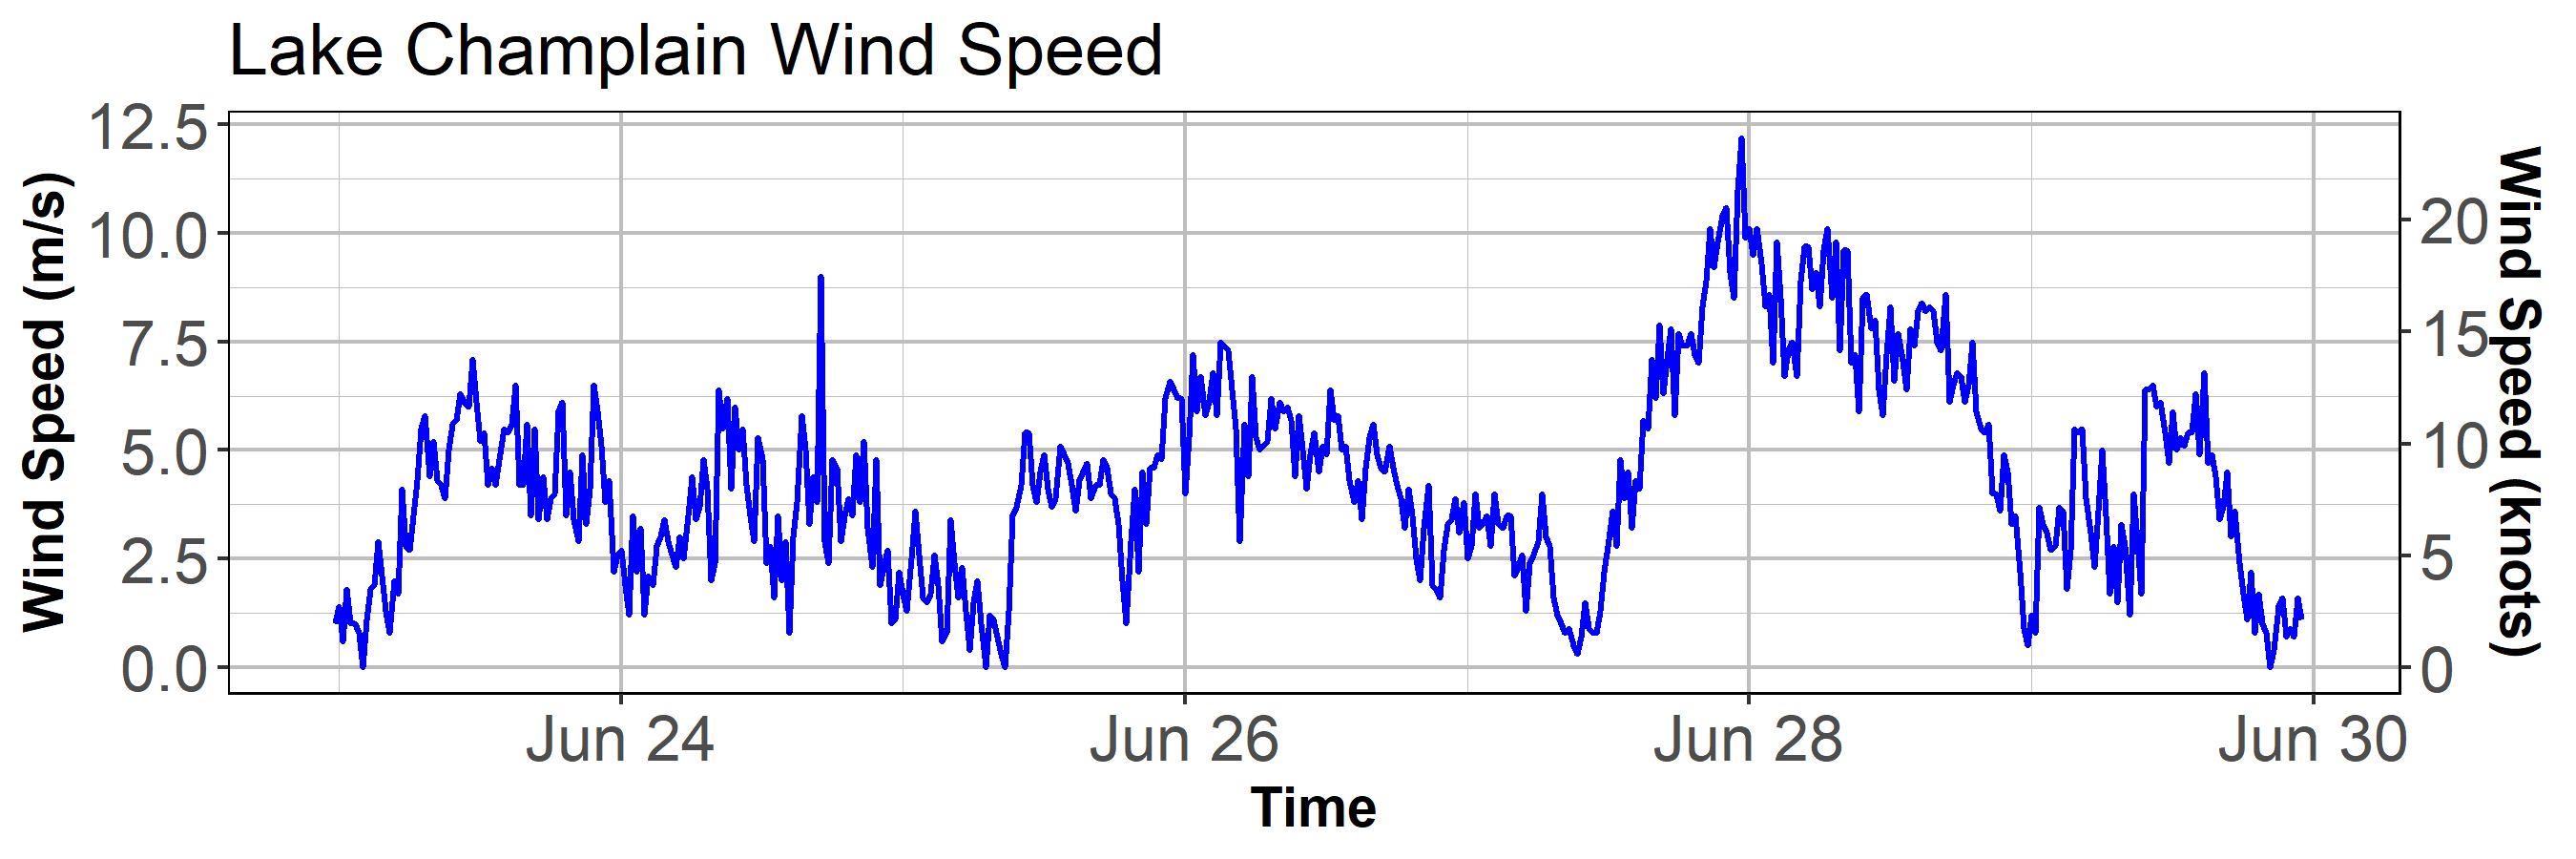 Lake Champlain Wind Speed
Wind Speed (m/s)
12.5
10.0
7.5
5.0
2.5
0.0
20
15
10
5
0
Wind Speed (knots)
Jun 24 Jun 26 Jun 28 Jun 30
Time